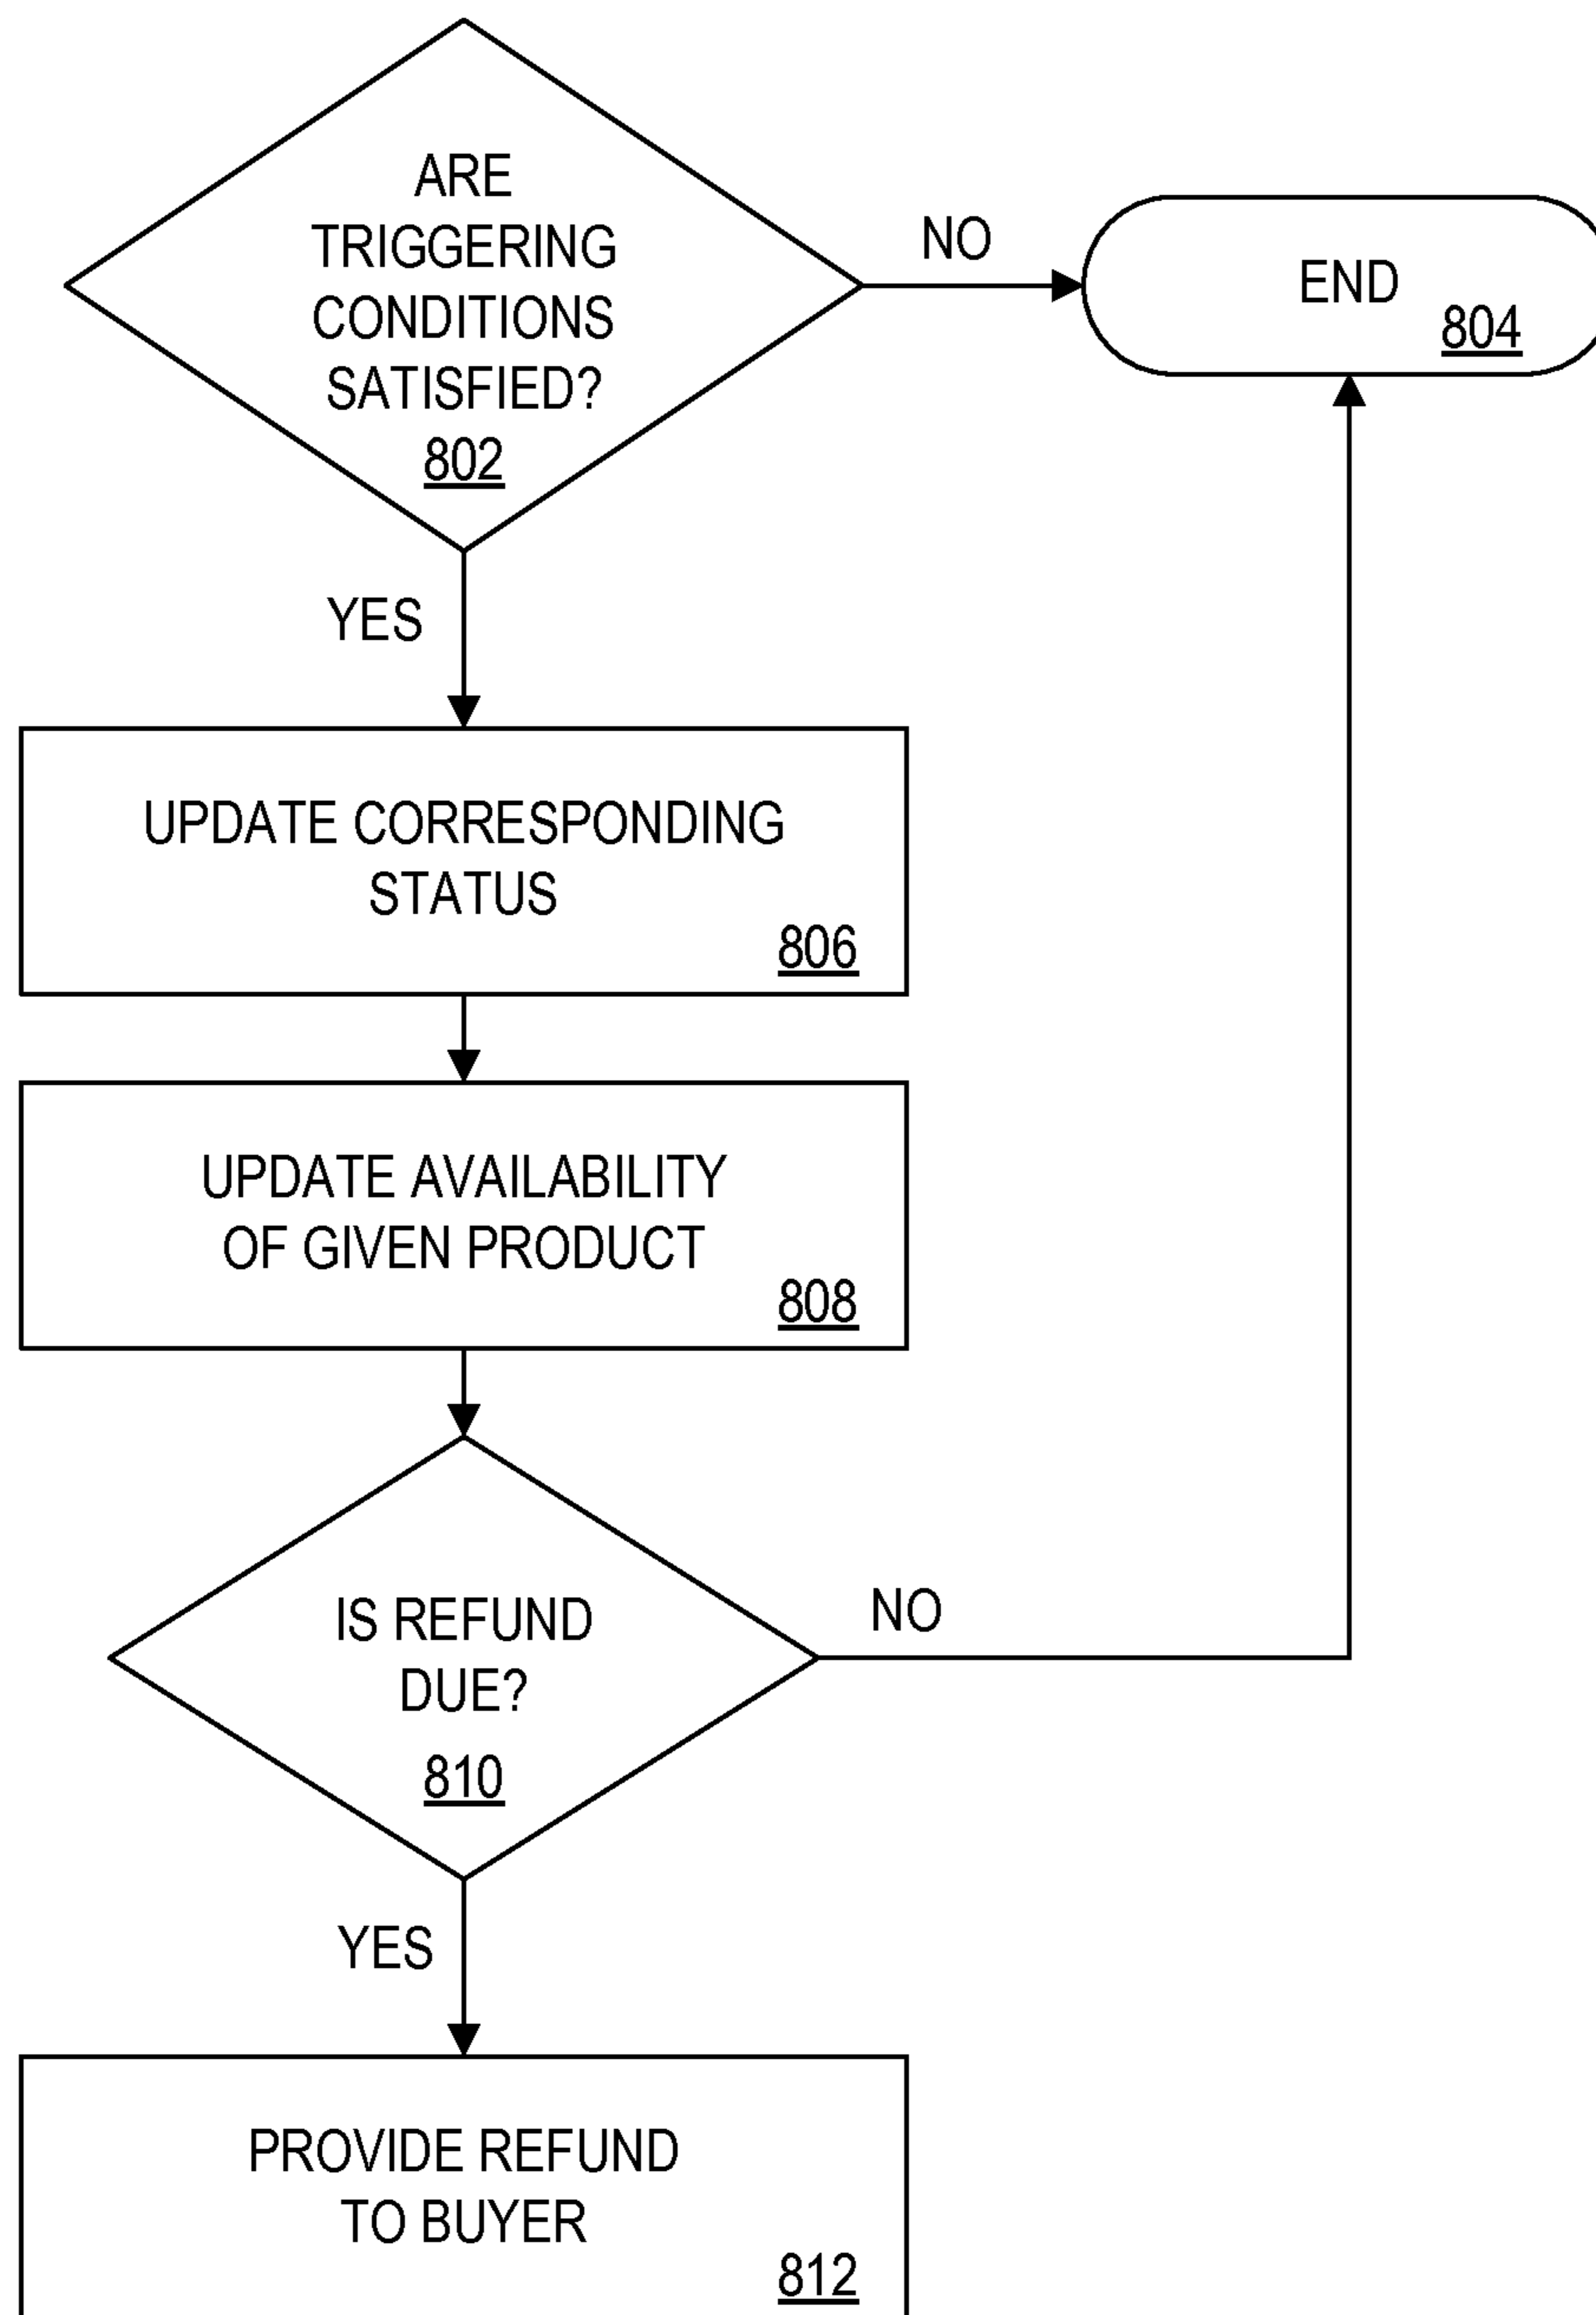 ARE
TRIGGERING
CONDITIONS
SATISFIED?
802
NO
END
804
YES
UPDATE CORRESPONDING
STATUS
806
UPDATE AVAILABILITY
OF GIVEN PRODUCT
808
IS REFUND
DUE?
810
NO
YES
PROVIDE REFUND
TO BUYER
812